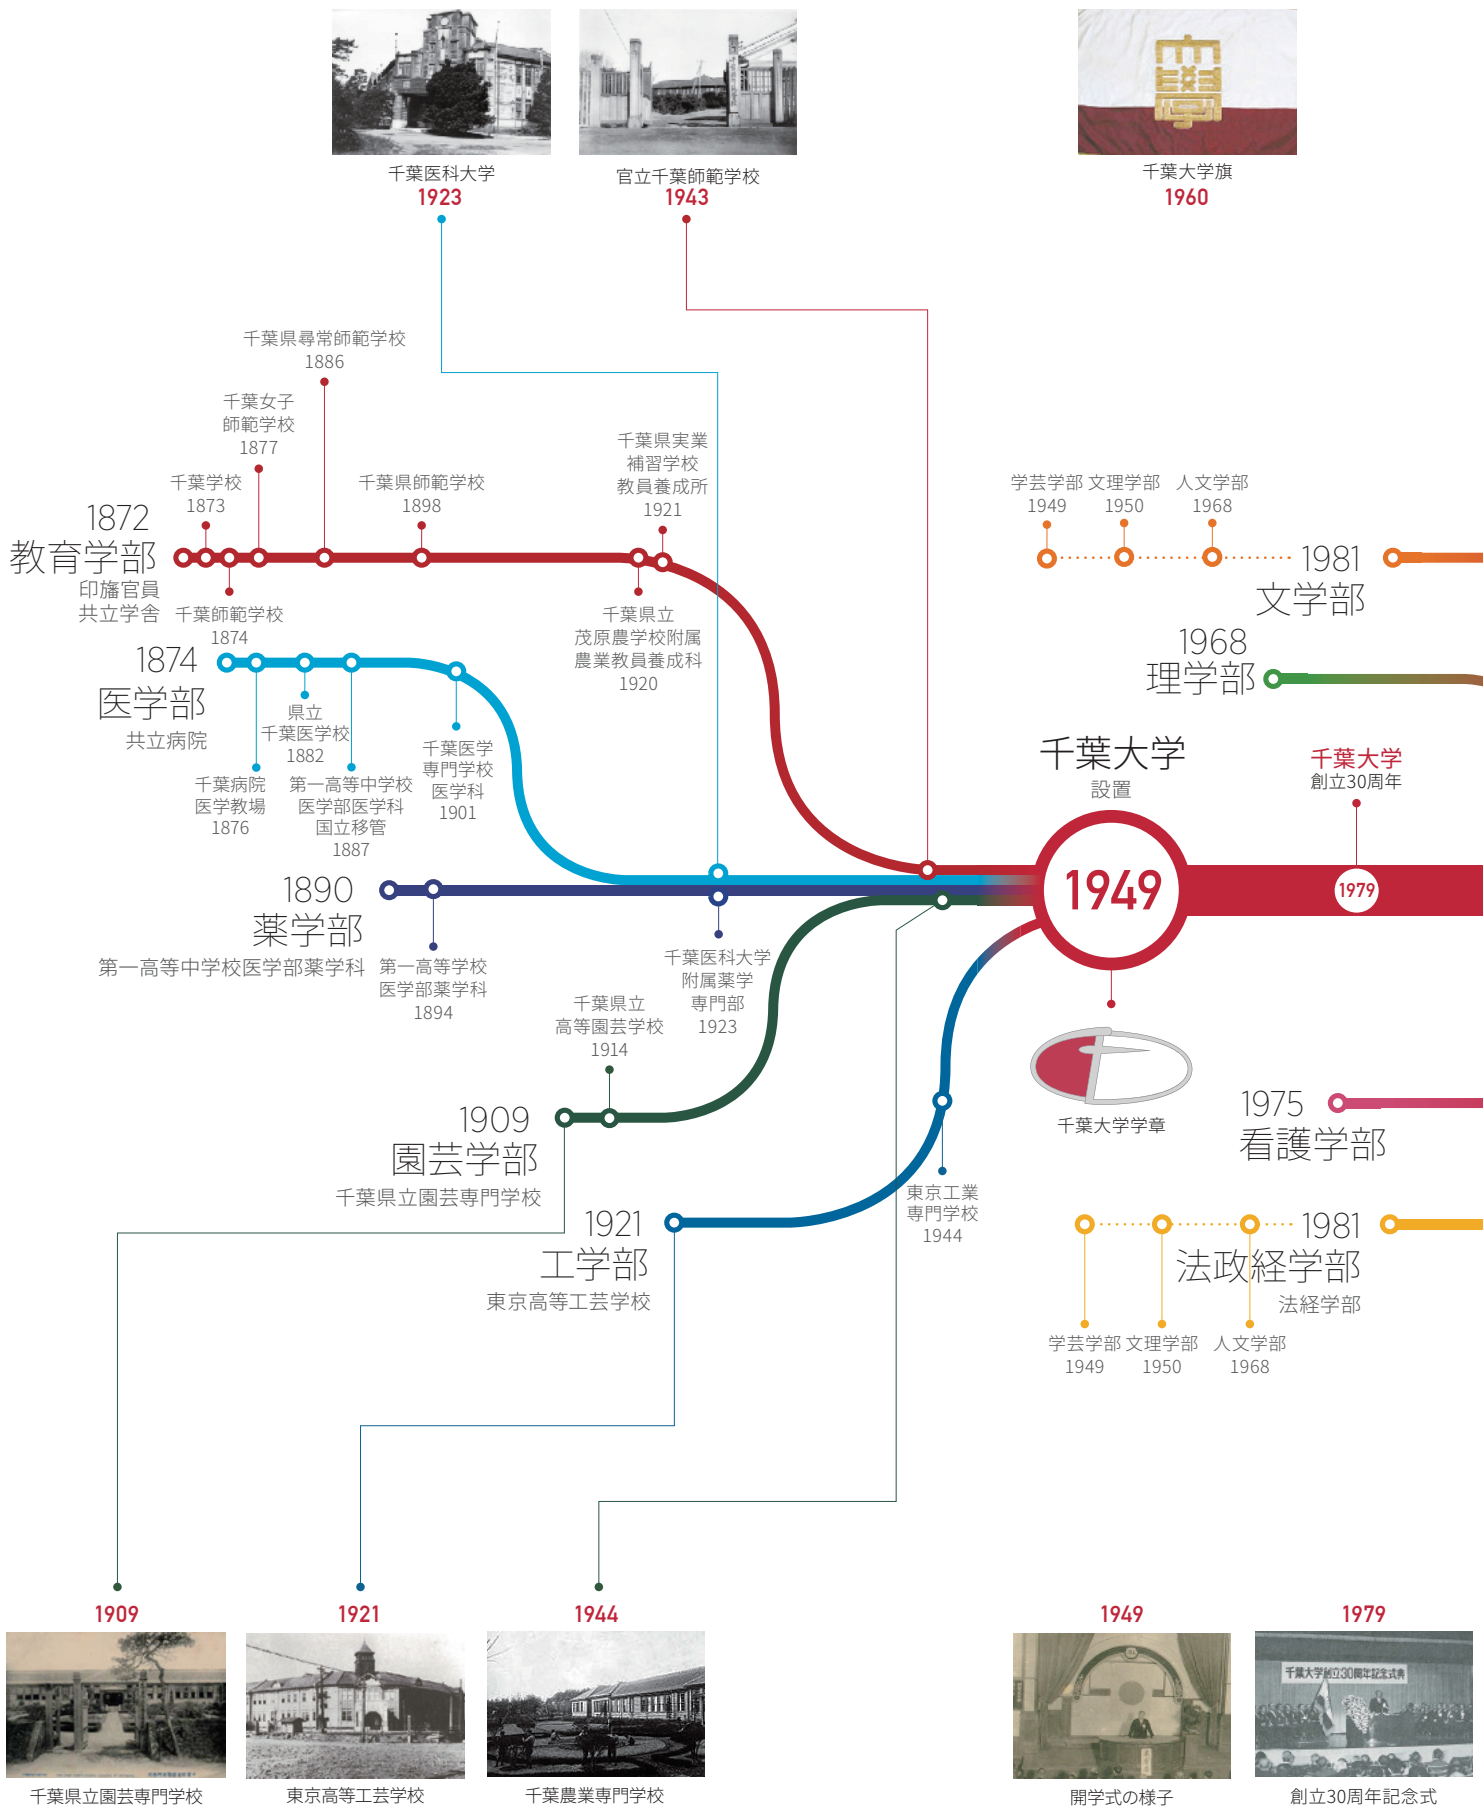 千葉医科大学
1923
官立千葉師範学校
1943
千葉大学旗
1960
千葉県尋常師範学校
1886
千葉女子
師範学校
1877
千葉学校
1873
千葉県師範学校
1898
千葉県実業
補習学校
教員養成所
1921
1872
教育学部
印旛官員
共立学舎
千葉師範学校
1874
千葉県立
茂原農学校附属
農業教員養成科
1920
学芸学部
1949
文理学部
1950
人文学部
1968
1981
文学部
1968
理学部
1874
医学部
共立病院
県立
千葉医学校
1882
千葉病院
医学教場
1876
第一高等中学校
医学部医学科
国立移管
1887
千葉医学
専門学校
医学科
1901
千葉大学
設置
1949
千葉大学
創立30周年
1979
1890
薬学部
第一高等中学校医学部薬学科
第一高等学校
医学部薬学科
1894
千葉医科大学
附属薬学
専門部
1923
千葉県立
高等園芸学校
1914
千葉大学学章
1909
園芸学部
千葉県立園芸専門学校
1975
看護学部
1921
工学部
東京高等工芸学校
東京工業
専門学校
1944
1981
法政経学部
法経学部
学芸学部
1949
文理学部
1950
人文学部
1968
1909
千葉県立園芸専門学校
1921
東京高等工芸学校
1944
千葉農業専門学校
1949
開学式の様子
1979
千葉大学創立30周年記念式典
創立30周年記念式